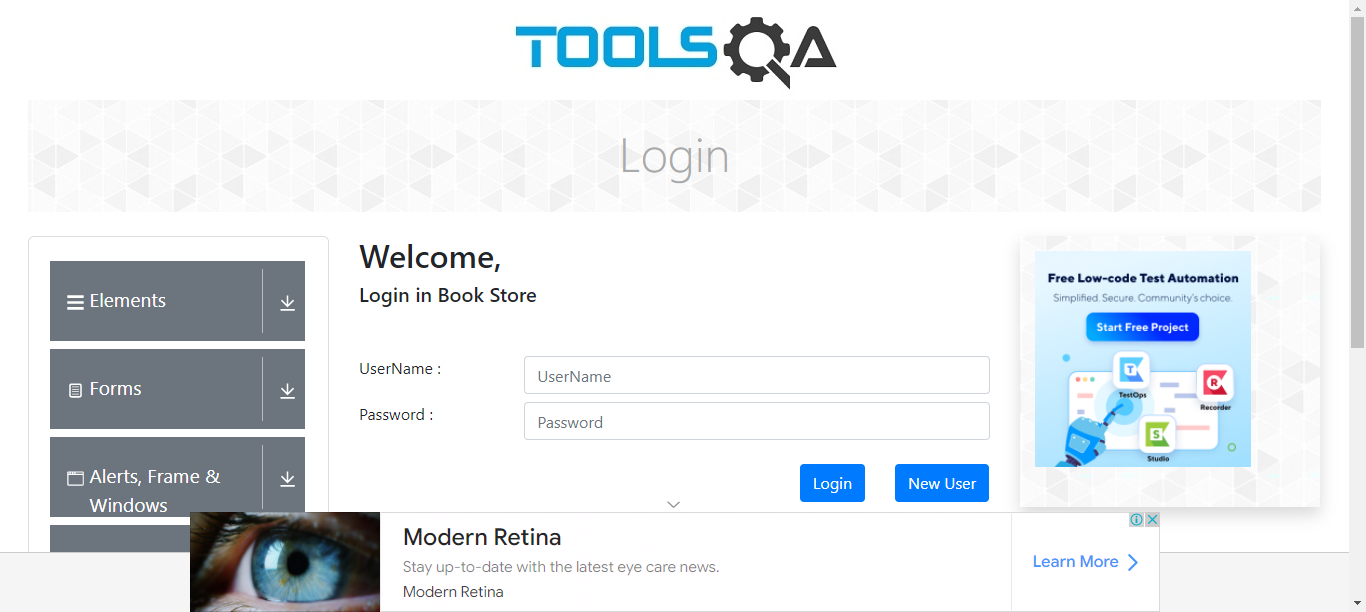 TOOLSQA
Login
Elements
Forms
Alerts, Frame &
Windows
Welcome,
Login in Book Store
UserName :
UserName
Password :
Password
Login
New User
Free Low-code Test Automation
Simplified. Secure. Community's choice.
Start Free Project
TestOps
Recorder
Studio
Modern Retina
Stay up-to-date with the latest eye care news.
Modern Retina
Learn More